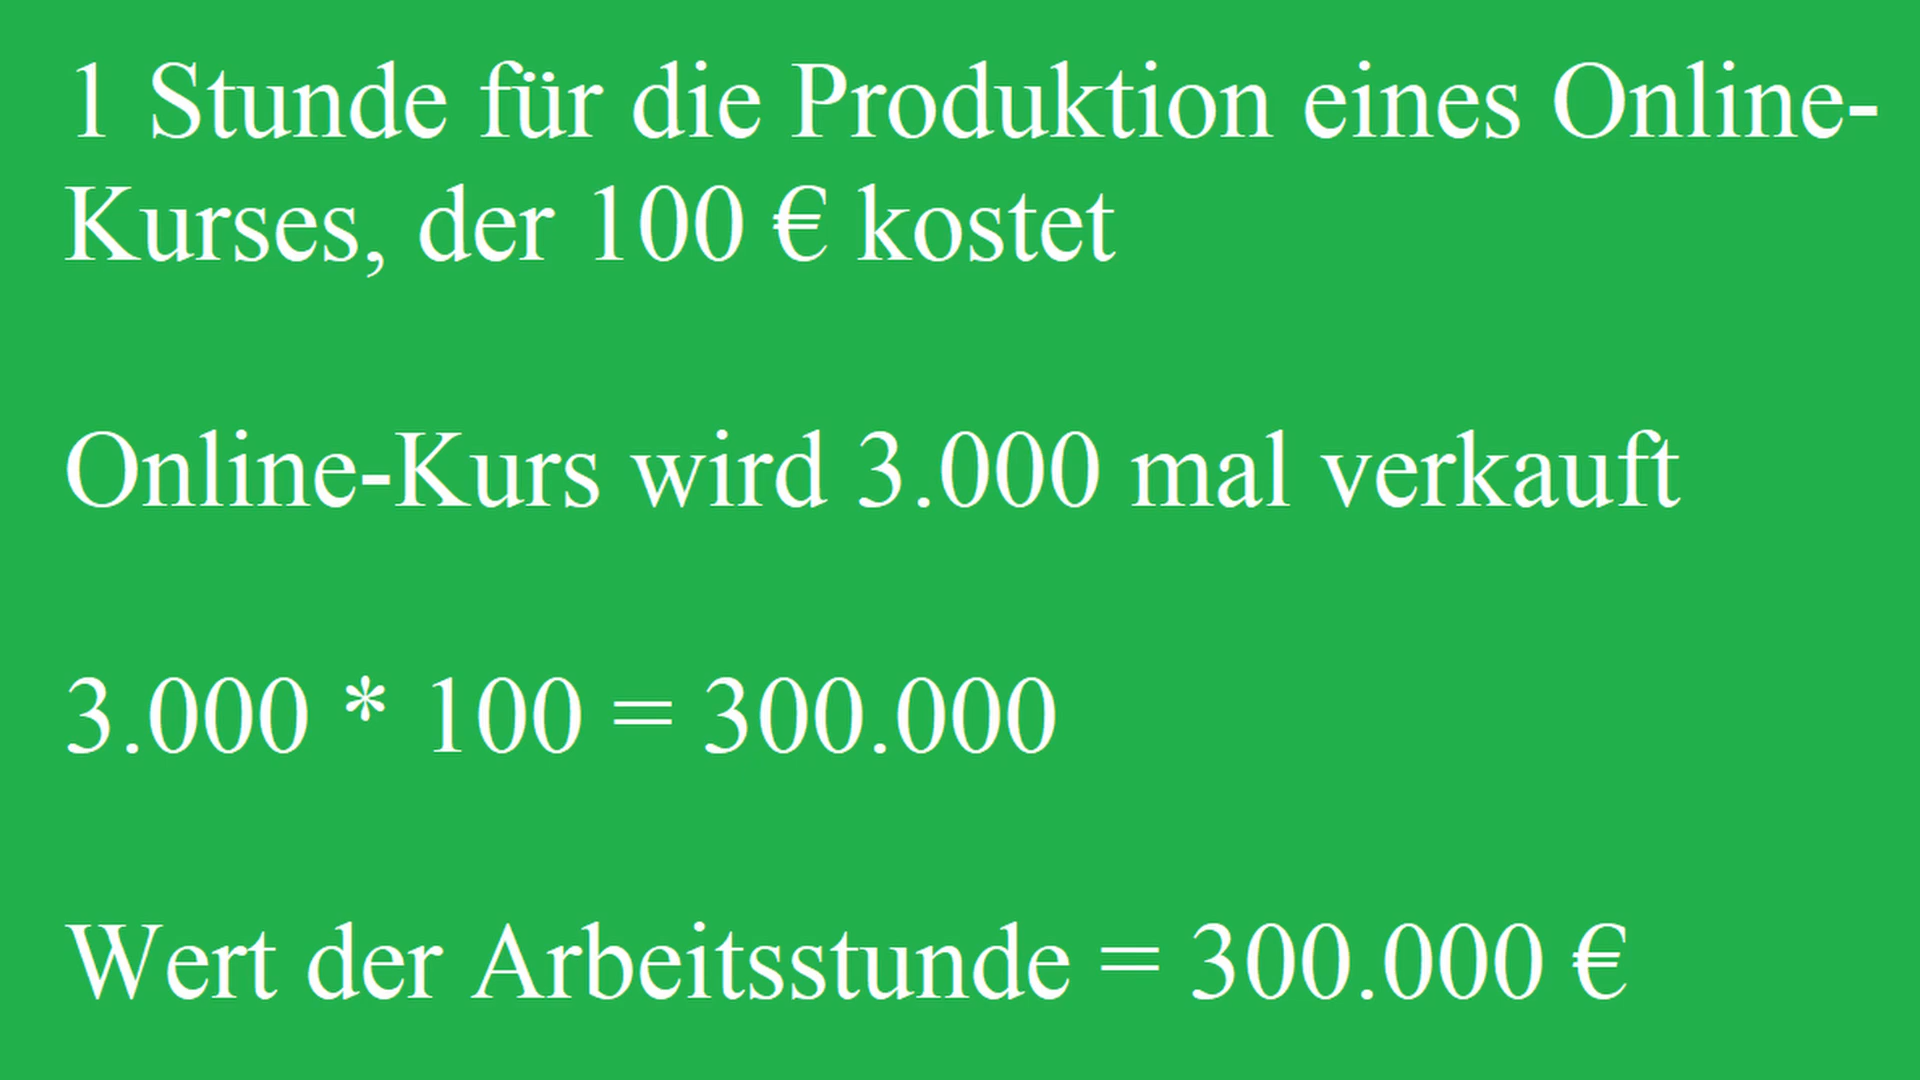 1 Stunde für die Produktion eines Online-
Kurses, der 100 € kostet
Online-Kurs wird 3.000 mal verkauft
3.000 * 100 = 300.000
Wert der Arbeitsstunde = 300.000 €